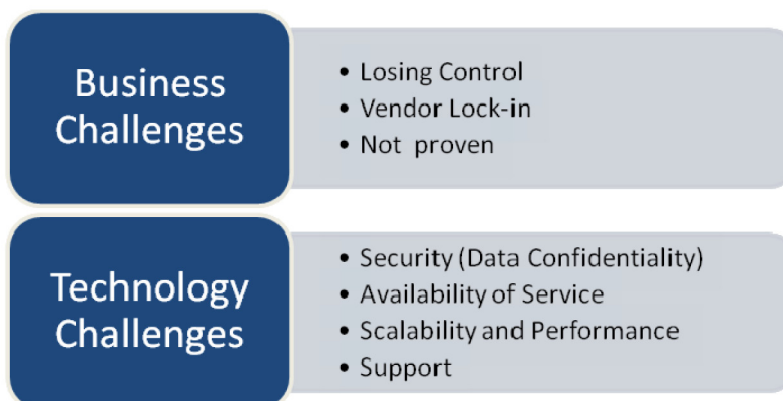 Business
Challenges
• Losing Control
• Vendor Lock-in
• Not proven
Technology
Challenges
• Security (Data Confidentiality)
• Availability of Service
• Scalability and Performance
• Support